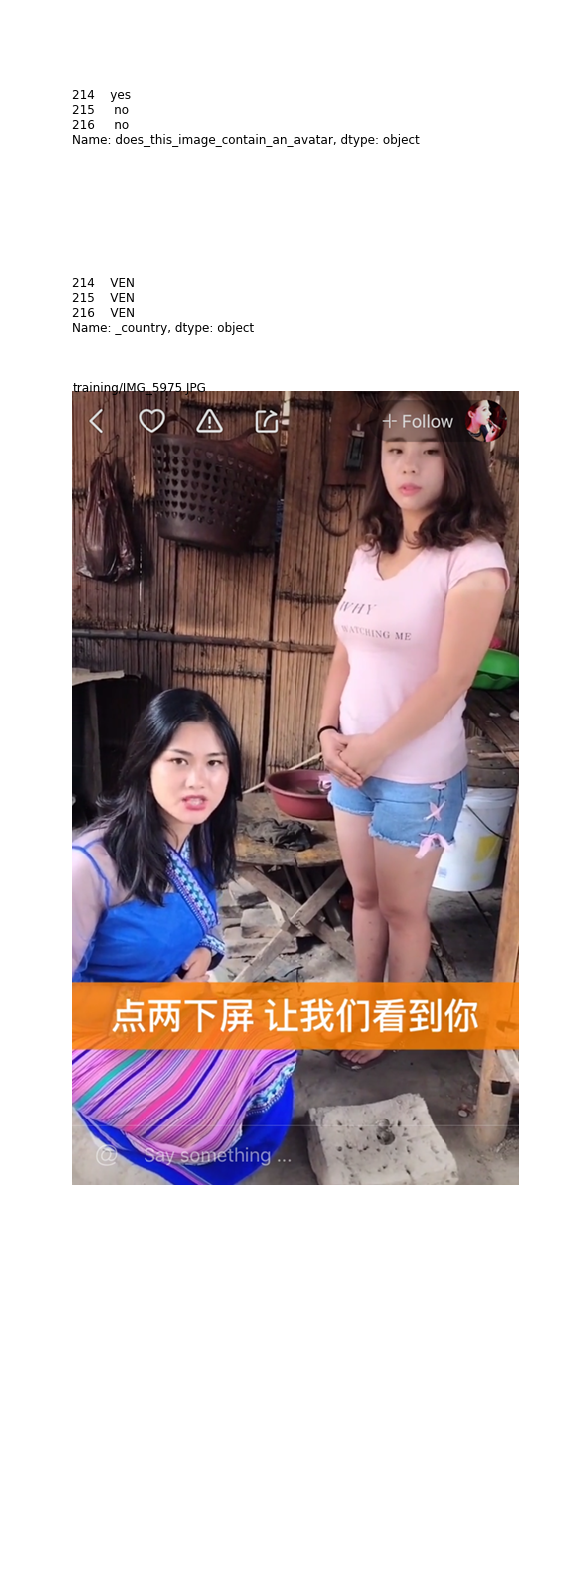 214 yes
215 no
216 no
Name: does_this_image_contain_an_avatar, dtype: object
214 VEN
215 VEN
216 VEN
Name: _country, dtype: object
training/IMG_5975.JPG
Follow
WHY
WATCHING ME
点两下屏 让我们看到你
@ Say something ...